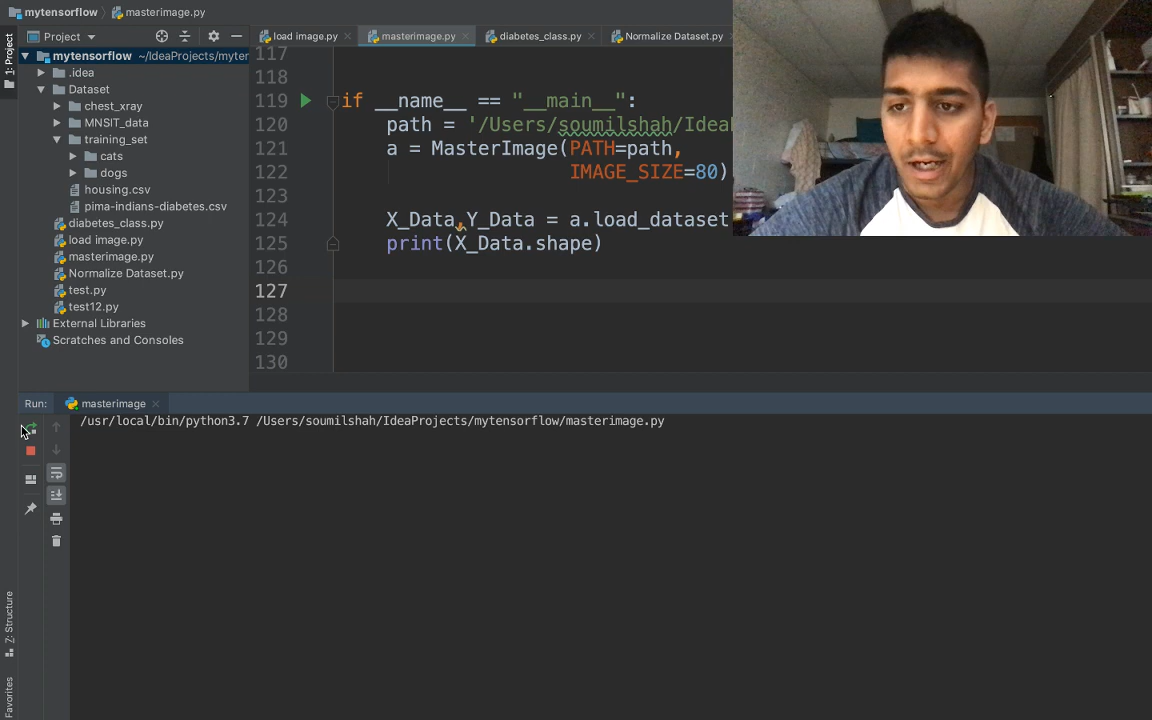 mytensorflow masterimage.py
Project
load image.py
masterimage.py
diabetes_class.py
Normalize Dataset.py
1: Project
mytensorflow ~/IdeaProjects/myter
.idea
Dataset
chest_xray
MNSIT_data
training_set
cats
dogs
housing.csv
pima-indians-diabetes.csv
diabetes_class.py
load image.py
masterimage.py
Normalize Dataset.py
test.py
test12.py
External Libraries
Scratches and Consoles
117
118
119 if __name__ == "__main__":
120 path = '/Users/soumilshah/Idea
121 a = MasterImage(PATH=path,
122 IMAGE_SIZE=80)
123
124 X_Data,Y_Data = a.load_dataset
125 print(X_Data.shape)
126
127
128
129
130
Run: masterimage
/usr/local/bin/python3.7 /Users/soumilshah/IdeaProjects/mytensorflow/masterimage.py
Z: Structure
Favorites